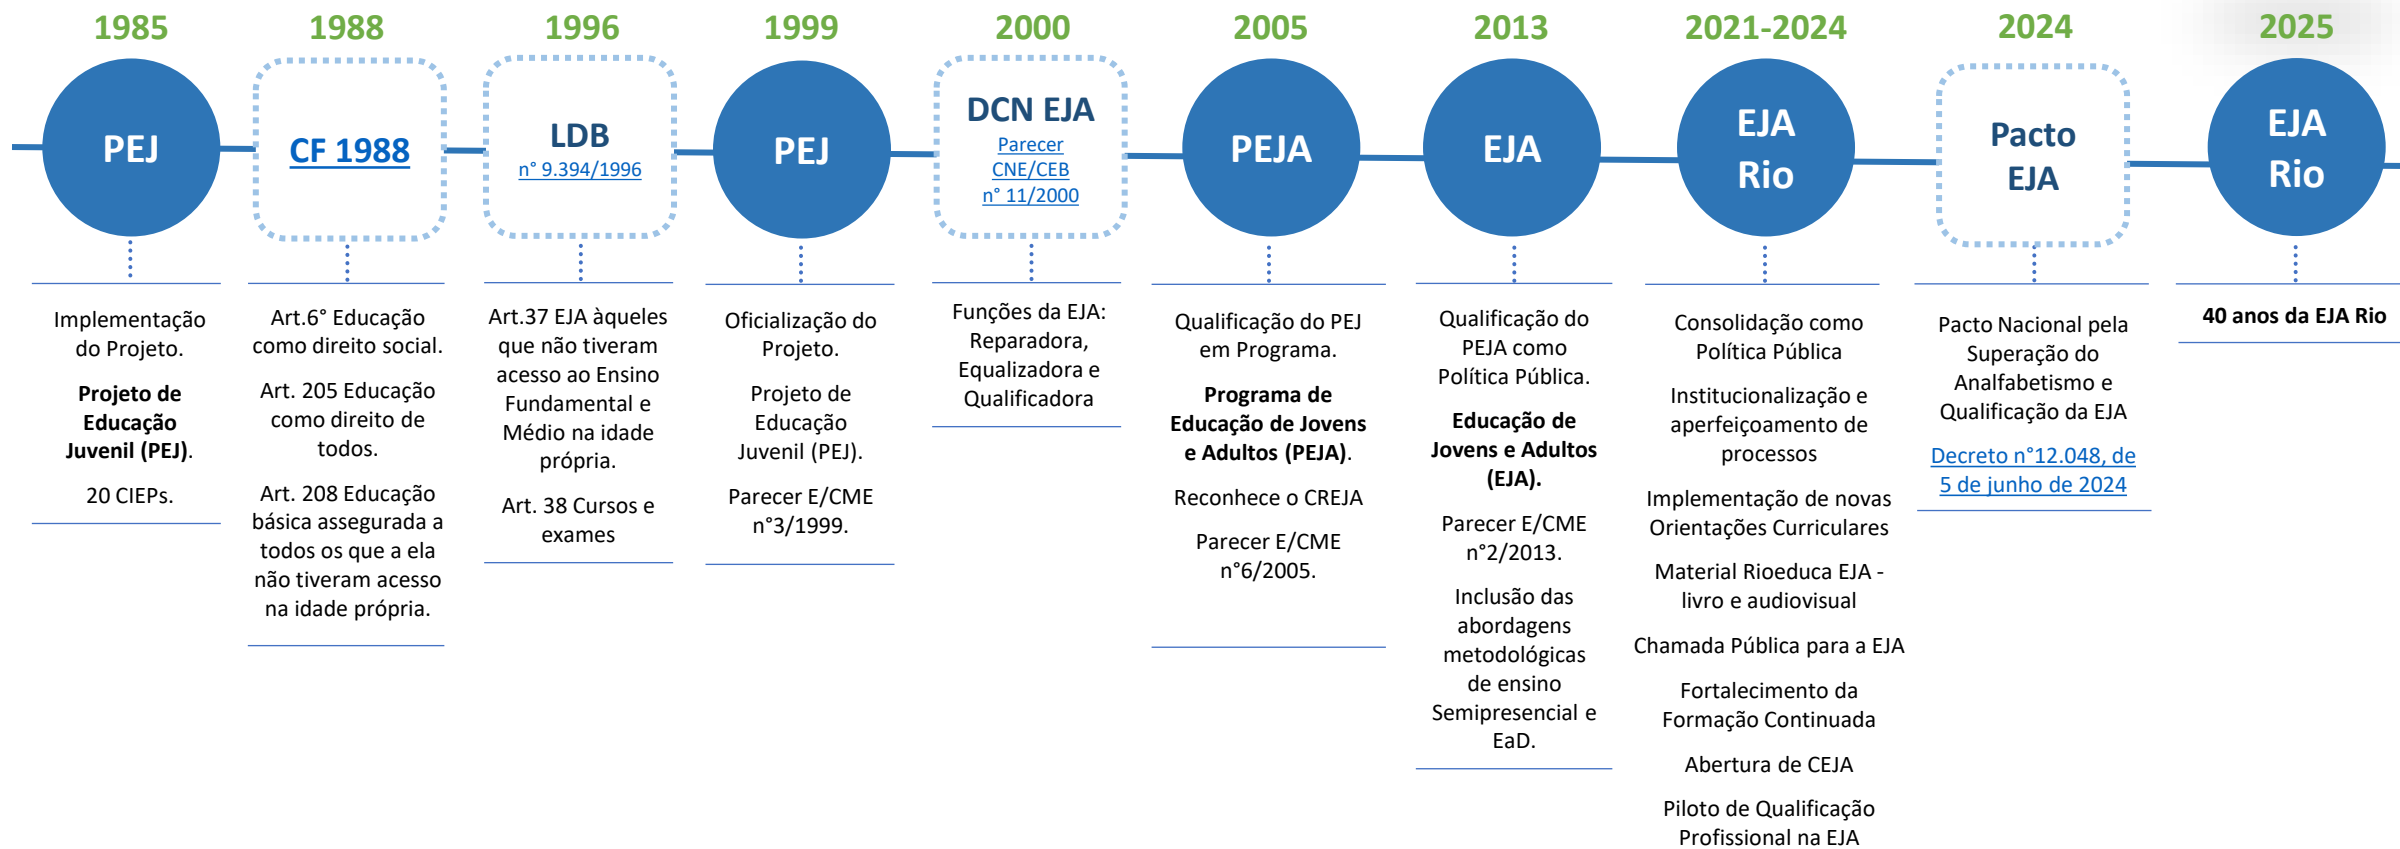 1985
PEJ
Implementação
do Projeto.
Projeto de
Educação
Juvenil (PEJ).
20 CIEPs.
1988
CF 1988
Art.6° Educação
como direito social.
Art. 205 Educação
como direito de
todos.
Art. 208 Educação
básica assegurada a
todos os que a ela
não tiveram acesso
na idade própria.
1996
LDB
n° 9.394/1996
Art.37 EJA àqueles
que não tiveram
acesso ao Ensino
Fundamental e
Médio na idade
própria.
Art. 38 Cursos e
exames
1999
PEJ
Oficialização do
Projeto.
Projeto de
Educação
Juvenil (PEJ).
Parecer E/CME
n°3/1999.
2000
DCN EJA
Parecer
CNE/CEB
n° 11/2000
Funções da EJA:
Reparadora,
Equalizadora e
Qualificadora
2005
PEJA
Qualificação do PEJ
em Programa.
Programa de
Educação de Jovens
e Adultos (PEJA).
Reconhece o CREJA
Parecer E/CME
n°6/2005.
2013
EJA
Qualificação do
PEJA como
Política Pública.
Educação de
Jovens e Adultos
(EJA).
Parecer E/CME
n°2/2013.
Inclusão das
abordagens
metodológicas
de ensino
Semipresencial e
EaD.
2021-2024
EJA
Rio
Consolidação como
Política Pública
Institucionalização e
aperfeiçoamento de
processos
Implementação de novas
Orientações Curriculares
Material Rioeduca EJA -
livro e audiovisual
Chamada Pública para a EJA
Fortalecimento da
Formação Continuada
Abertura de CEJA
Piloto de Qualificação
Profissional na EJA
2024
Pacto
EJA
Pacto Nacional pela
Superação do
Analfabetismo e
Qualificação da EJA
Decreto n°12.048, de
5 de junho de 2024
2025
EJA
Rio
40 anos da EJA Rio